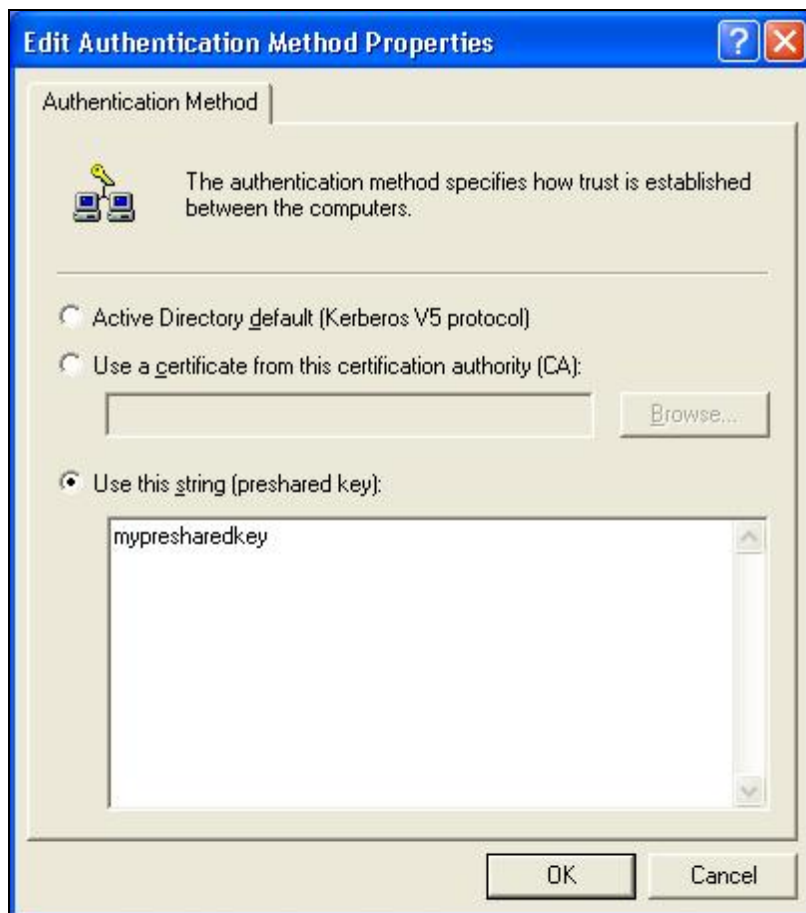 Edit Authentication Method Properties
Authentication Method
The authentication method specifies how trust is established
between the computers.
Active Directory default (Kerberos V5 protocol)
Use a certificate from this certification authority (CA):
Browse...
Use this string (preshared key):
mypresharedkey
OK Cancel